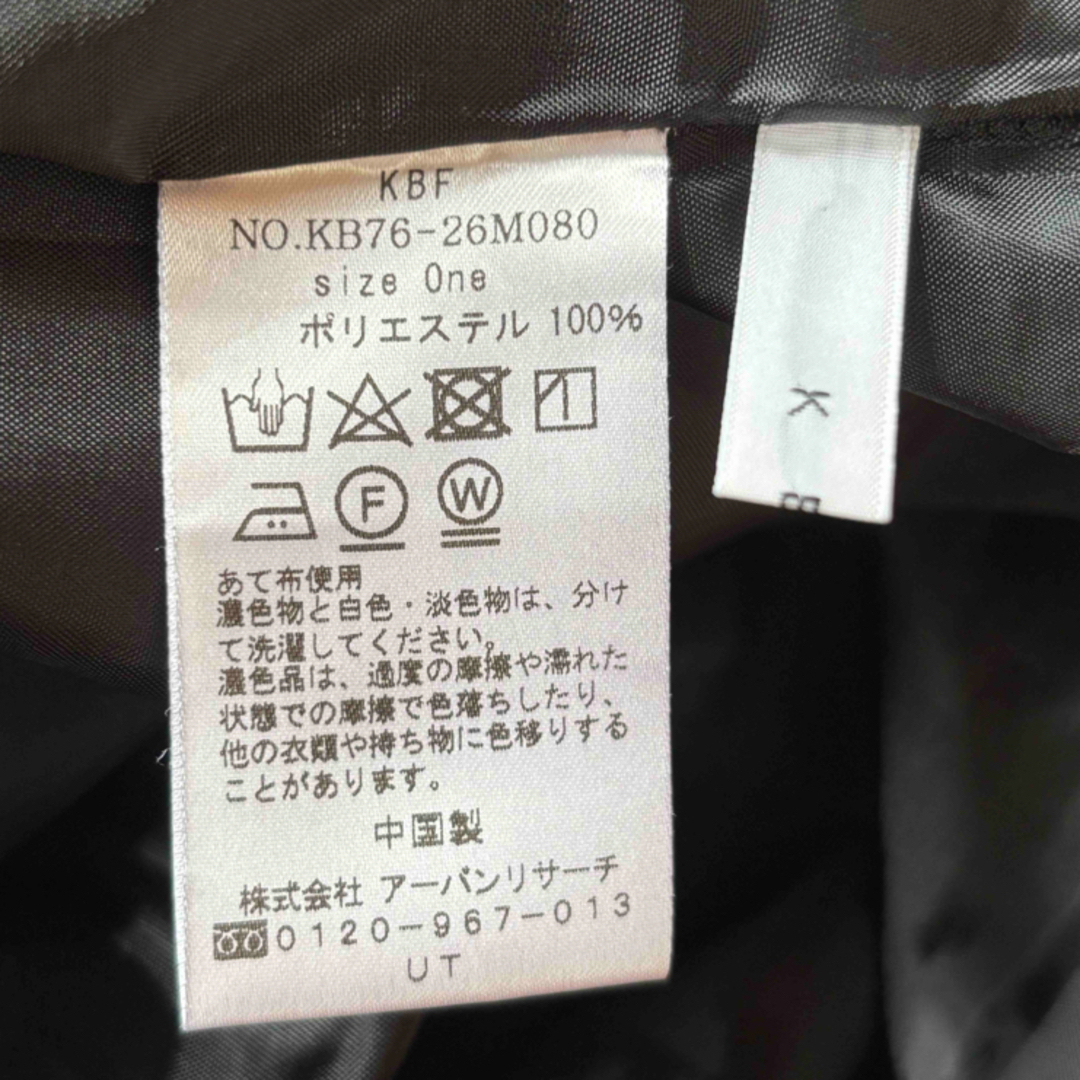 KBF
NO.KB76-26M080
size One
ポリエステル 100%
F
W
あて布使用
濃色物と白色・淡色物は、分け
て洗濯してください。
濃色品は、過度の摩擦や濡れた
状態での摩擦で色落ちしたり、
他の衣類や持ち物に色移りする
ことがあります。
中国製
株式会社 アーバンリサーチ
0120-967-013
UT
K
B